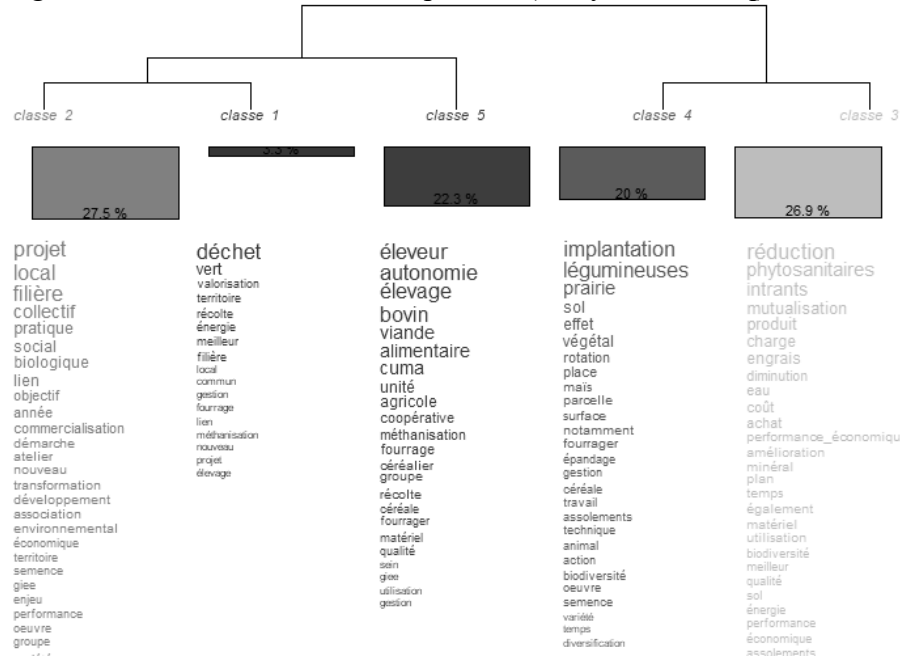 classe 2
classe 1
classe 5
classe 4
classe 3
27.5 %
3.3 %
22.3 %
20 %
26.9 %
projet
local
filière
collectif
pratique
social
biologique
lien
objectif
année
commercialisation
démarche
atelier
nouveau
transformation
développement
association
environnemental
économique
territoire
semence
giee
enjeu
performance
oeuvre
groupe
déchet
vert
valorisation
territoire
récolte
énergie
meilleur
filière
local
commun
gestion
fourrage
lien
méthanisation
nouveau
projet
élevage
éleveur
autonomie
élevage
bovin
viande
alimentaire
cuma
unité
agricole
coopérative
méthanisation
fourrage
céréalier
groupe
récolte
céréale
fourrager
matériel
qualité
sein
giee
utilisation
gestion
implantation
légumineuses
prairie
sol
effet
végétal
rotation
place
maïs
parcelle
surface
notamment
fourrager
épandage
gestion
céréale
travail
assolements
technique
animal
action
biodiversité
oeuvre
semence
variété
temps
diversification
réduction
phytosanitaires
intrants
mutualisation
produit
charge
engrais
diminution
eau
coût
achat
performance_économiqu
amélioration
minéral
plan
temps
également
matériel
utilisation
biodiversité
meilleur
qualité
sol
énergie
performance
économique
assolements